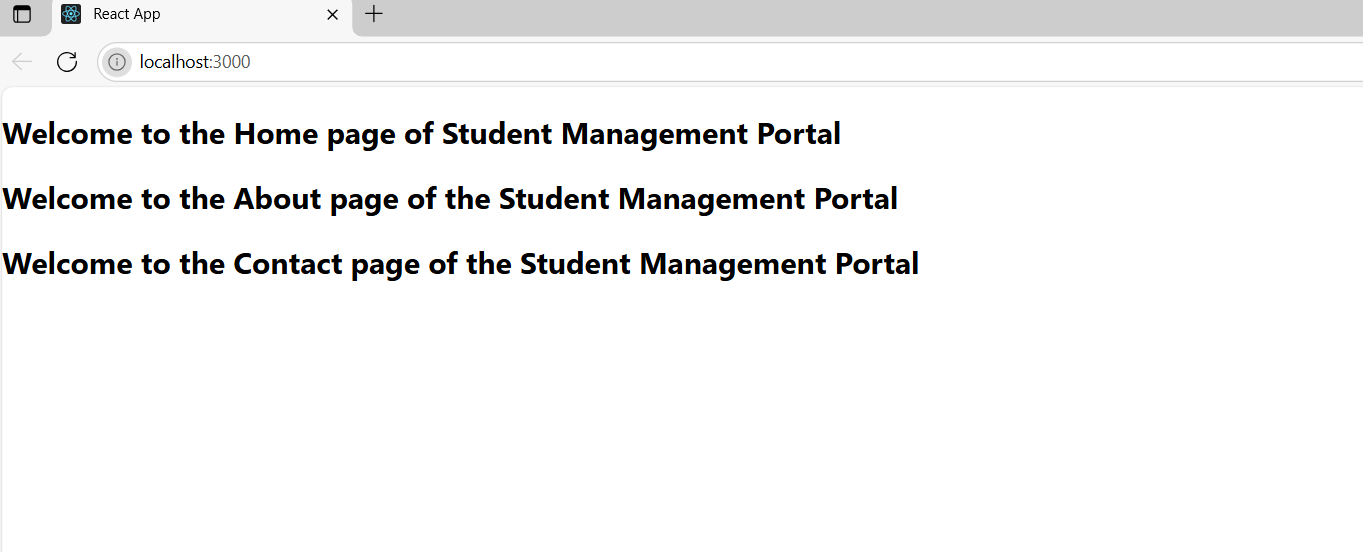 React App
localhost:3000
Welcome to the Home page of Student Management Portal
Welcome to the About page of the Student Management Portal
Welcome to the Contact page of the Student Management Portal